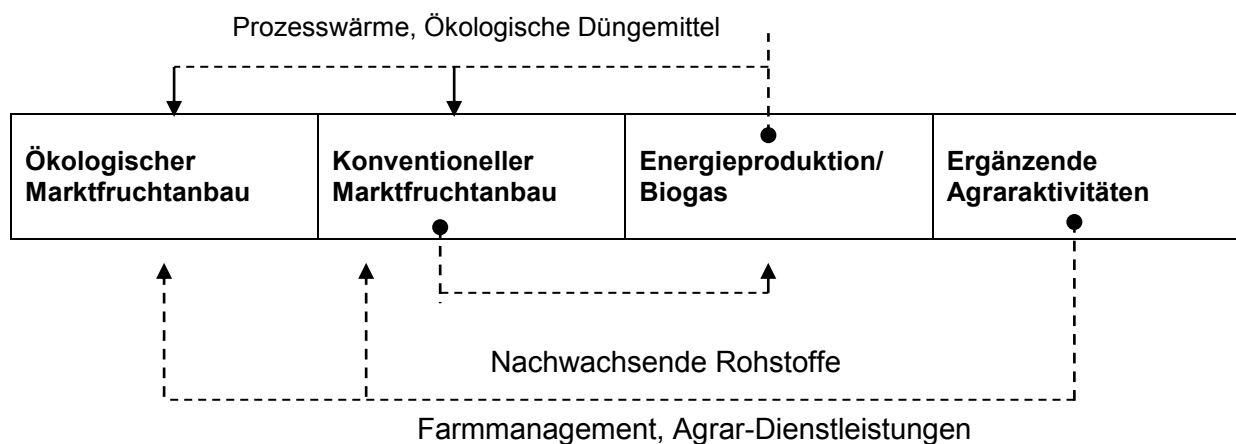 Prozesswärme, Ökologische Düngemittel
Ökologischer
Marktfruchtanbau
Konventioneller
Marktfruchtanbau
Energieproduktion/
Biogas
Ergänzende
Agraraktivitäten
Nachwachsende Rohstoffe
Farmmanagement, Agrar-Dienstleistungen